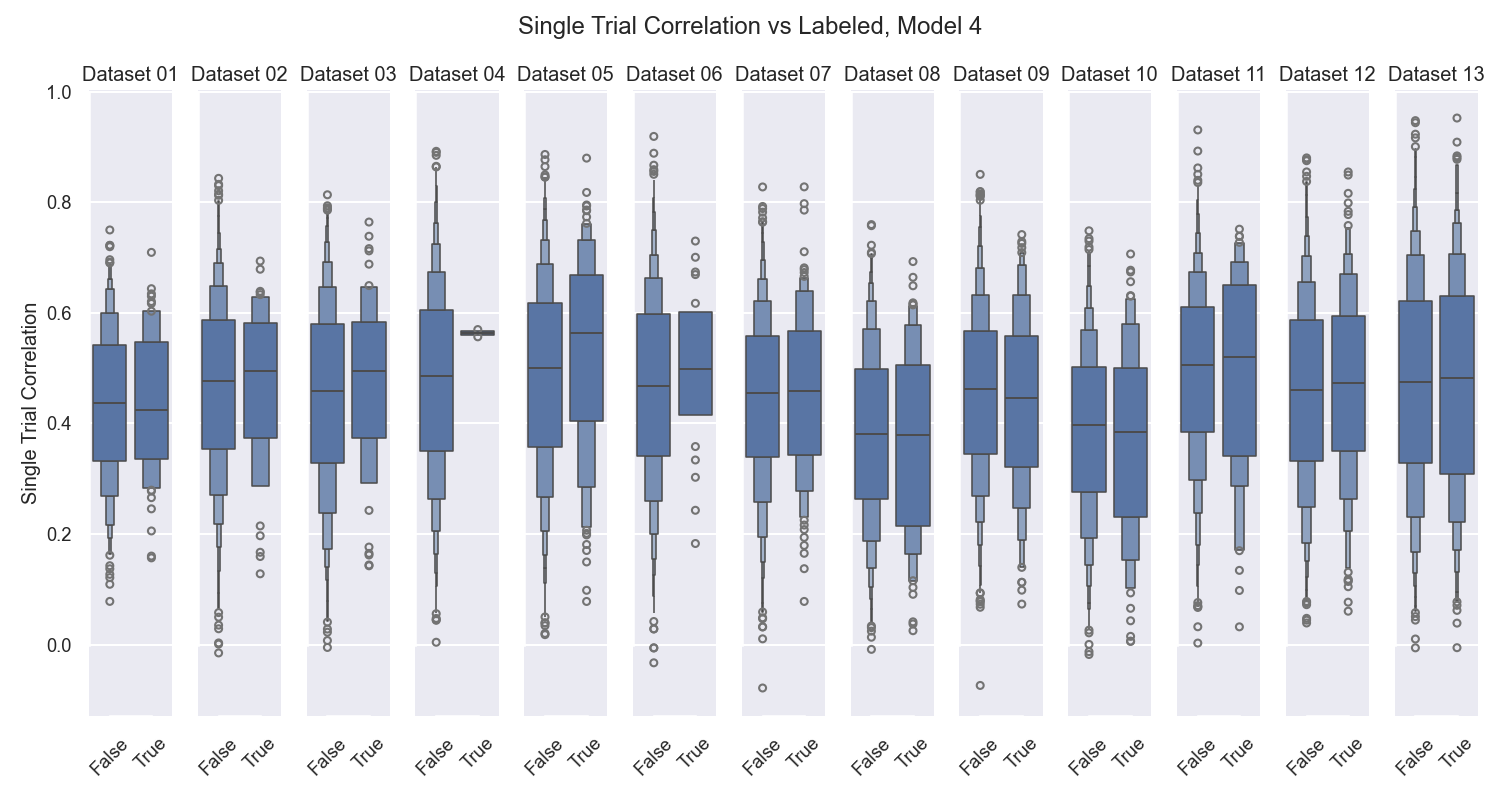 Single Trial Correlation vs Labeled, Model 4
Dataset 01 Dataset 02 Dataset 03 Dataset 04 Dataset 05 Dataset 06 Dataset 07 Dataset 08 Dataset 09 Dataset 10 Dataset 11 Dataset 12 Dataset 13
1.0
0.8
0.6
0.4
0.2
0.0
Single Trial Correlation
False True False True False True False True False True False True False True False True False True False True False True False True False True